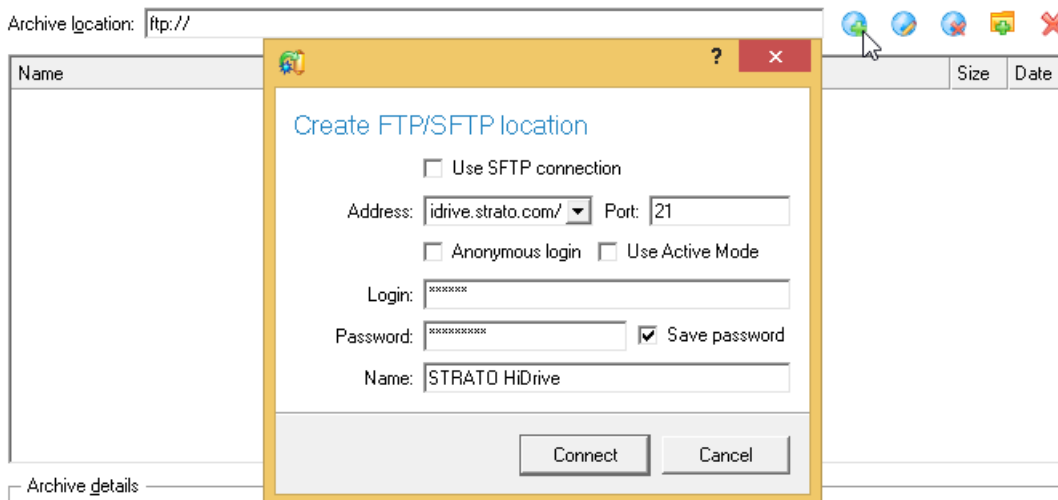 Archive location: ftp://
Name Size Date
?
Create FTP/SFTP location
Use SFTP connection
Address: idrive.strato.com/ Port: 21
Anonymous login Use Active Mode
Login: ******
Password: ********* Save password
Name: STRATO HiDrive
Connect Cancel
Archive details